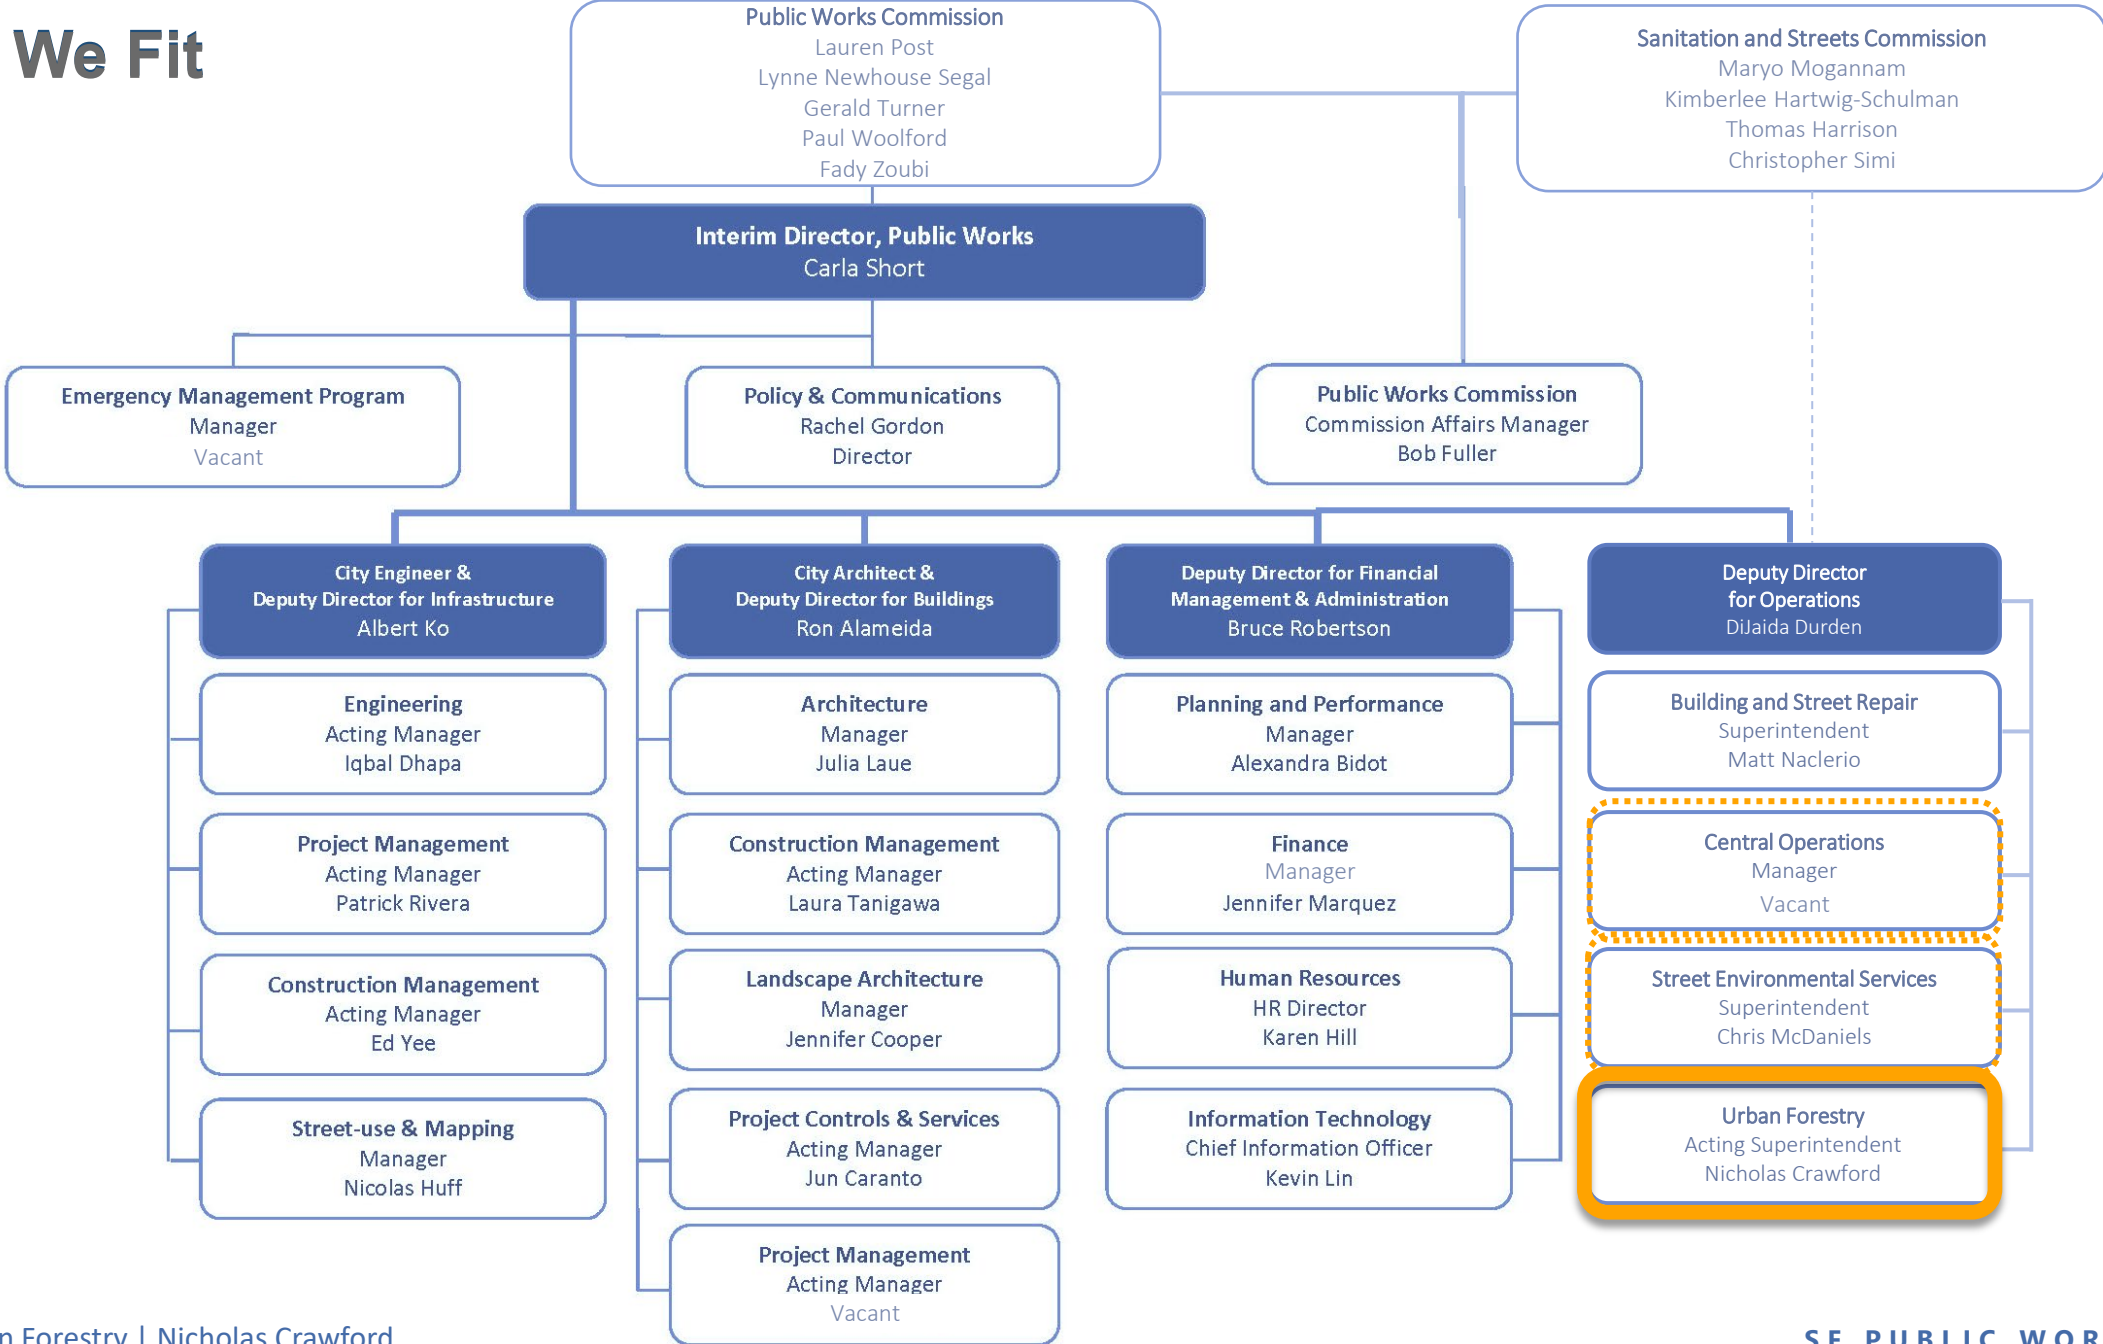 We Fit
Public Works Commission
Lauren Post
Lynne Newhouse Segal
Gerald Turner
Paul Woolford
Fady Zoubi
Sanitation and Streets Commission
Maryo Mogannam
Kimberlee Hartwig-Schulman
Thomas Harrison
Christopher Simi
Interim Director, Public Works
Carla Short
Emergency Management Program
Manager
Vacant
Policy & Communications
Rachel Gordon
Director
Public Works Commission
Commission Affairs Manager
Bob Fuller
City Engineer &
Deputy Director for Infrastructure
Albert Ko
Engineering
Acting Manager
Iqbal Dhapa
Project Management
Acting Manager
Patrick Rivera
Construction Management
Acting Manager
Ed Yee
Street-use & Mapping
Manager
Nicolas Huff
City Architect &
Deputy Director for Buildings
Ron Alameida
Architecture
Manager
Julia Laue
Construction Management
Acting Manager
Laura Tanigawa
Landscape Architecture
Manager
Jennifer Cooper
Project Controls & Services
Acting Manager
Jun Caranto
Project Management
Acting Manager
Vacant
Deputy Director for Financial
Management & Administration
Bruce Robertson
Planning and Performance
Manager
Alexandra Bidot
Finance
Manager
Jennifer Marquez
Human Resources
HR Director
Karen Hill
Information Technology
Chief Information Officer
Kevin Lin
Deputy Director
for Operations
DiJaida Durden
Building and Street Repair
Superintendent
Matt Naclerio
Central Operations
Manager
Vacant
Street Environmental Services
Superintendent
Chris McDaniels
Urban Forestry
Acting Superintendent
Nicholas Crawford
n Forestry | Nicholas Crawford
SF PUBLIC WOR